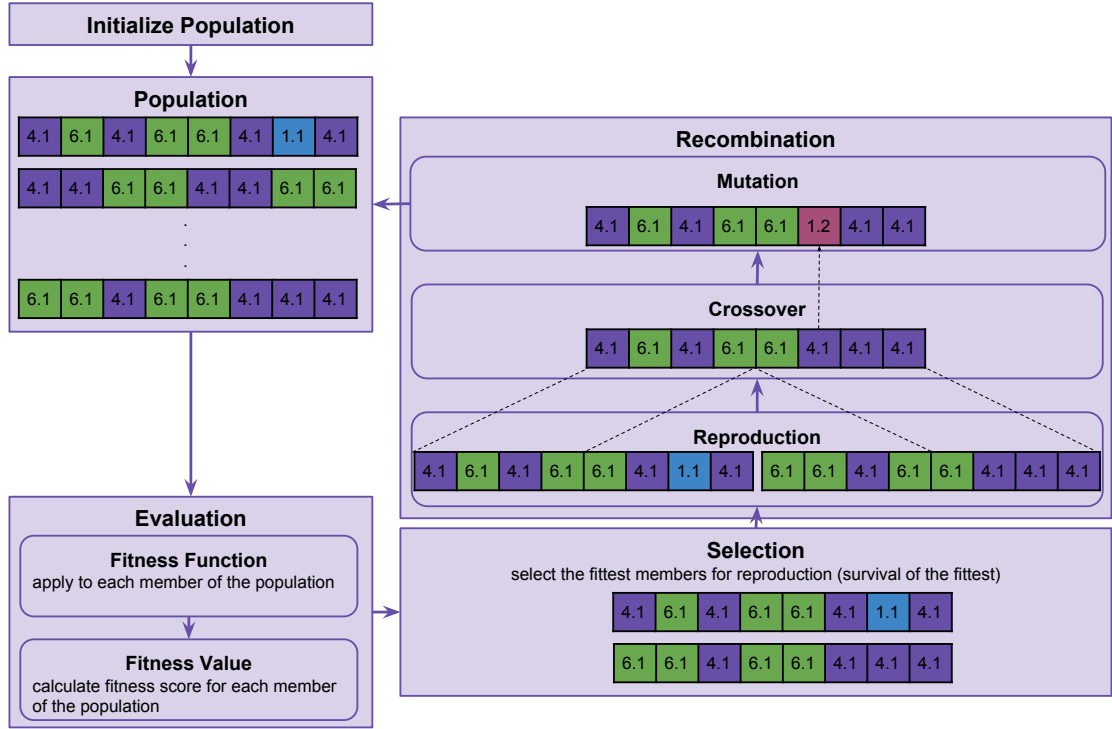 Initialize Population
Population
4.1 6.1 4.1 6.1 6.1 4.1 1.1 4.1
4.1 4.1 6.1 6.1 4.1 4.1 6.1 6.1
.
.
.
6.1 6.1 4.1 6.1 6.1 4.1 4.1 4.1
Evaluation
Fitness Function
apply to each member of the population
Fitness Value
calculate fitness score for each member
of the population
Selection
select the fittest members for reproduction (survival of the fittest)
4.1 6.1 4.1 6.1 6.1 4.1 1.1 4.1
6.1 6.1 4.1 6.1 6.1 4.1 4.1 4.1
Recombination
Mutation
4.1 6.1 4.1 6.1 6.1 1.2 4.1 4.1
Crossover
4.1 6.1 4.1 6.1 6.1 4.1 4.1 4.1
Reproduction
4.1 6.1 4.1 6.1 6.1 4.1 1.1 4.1 6.1 6.1 4.1 6.1 6.1 4.1 4.1 4.1